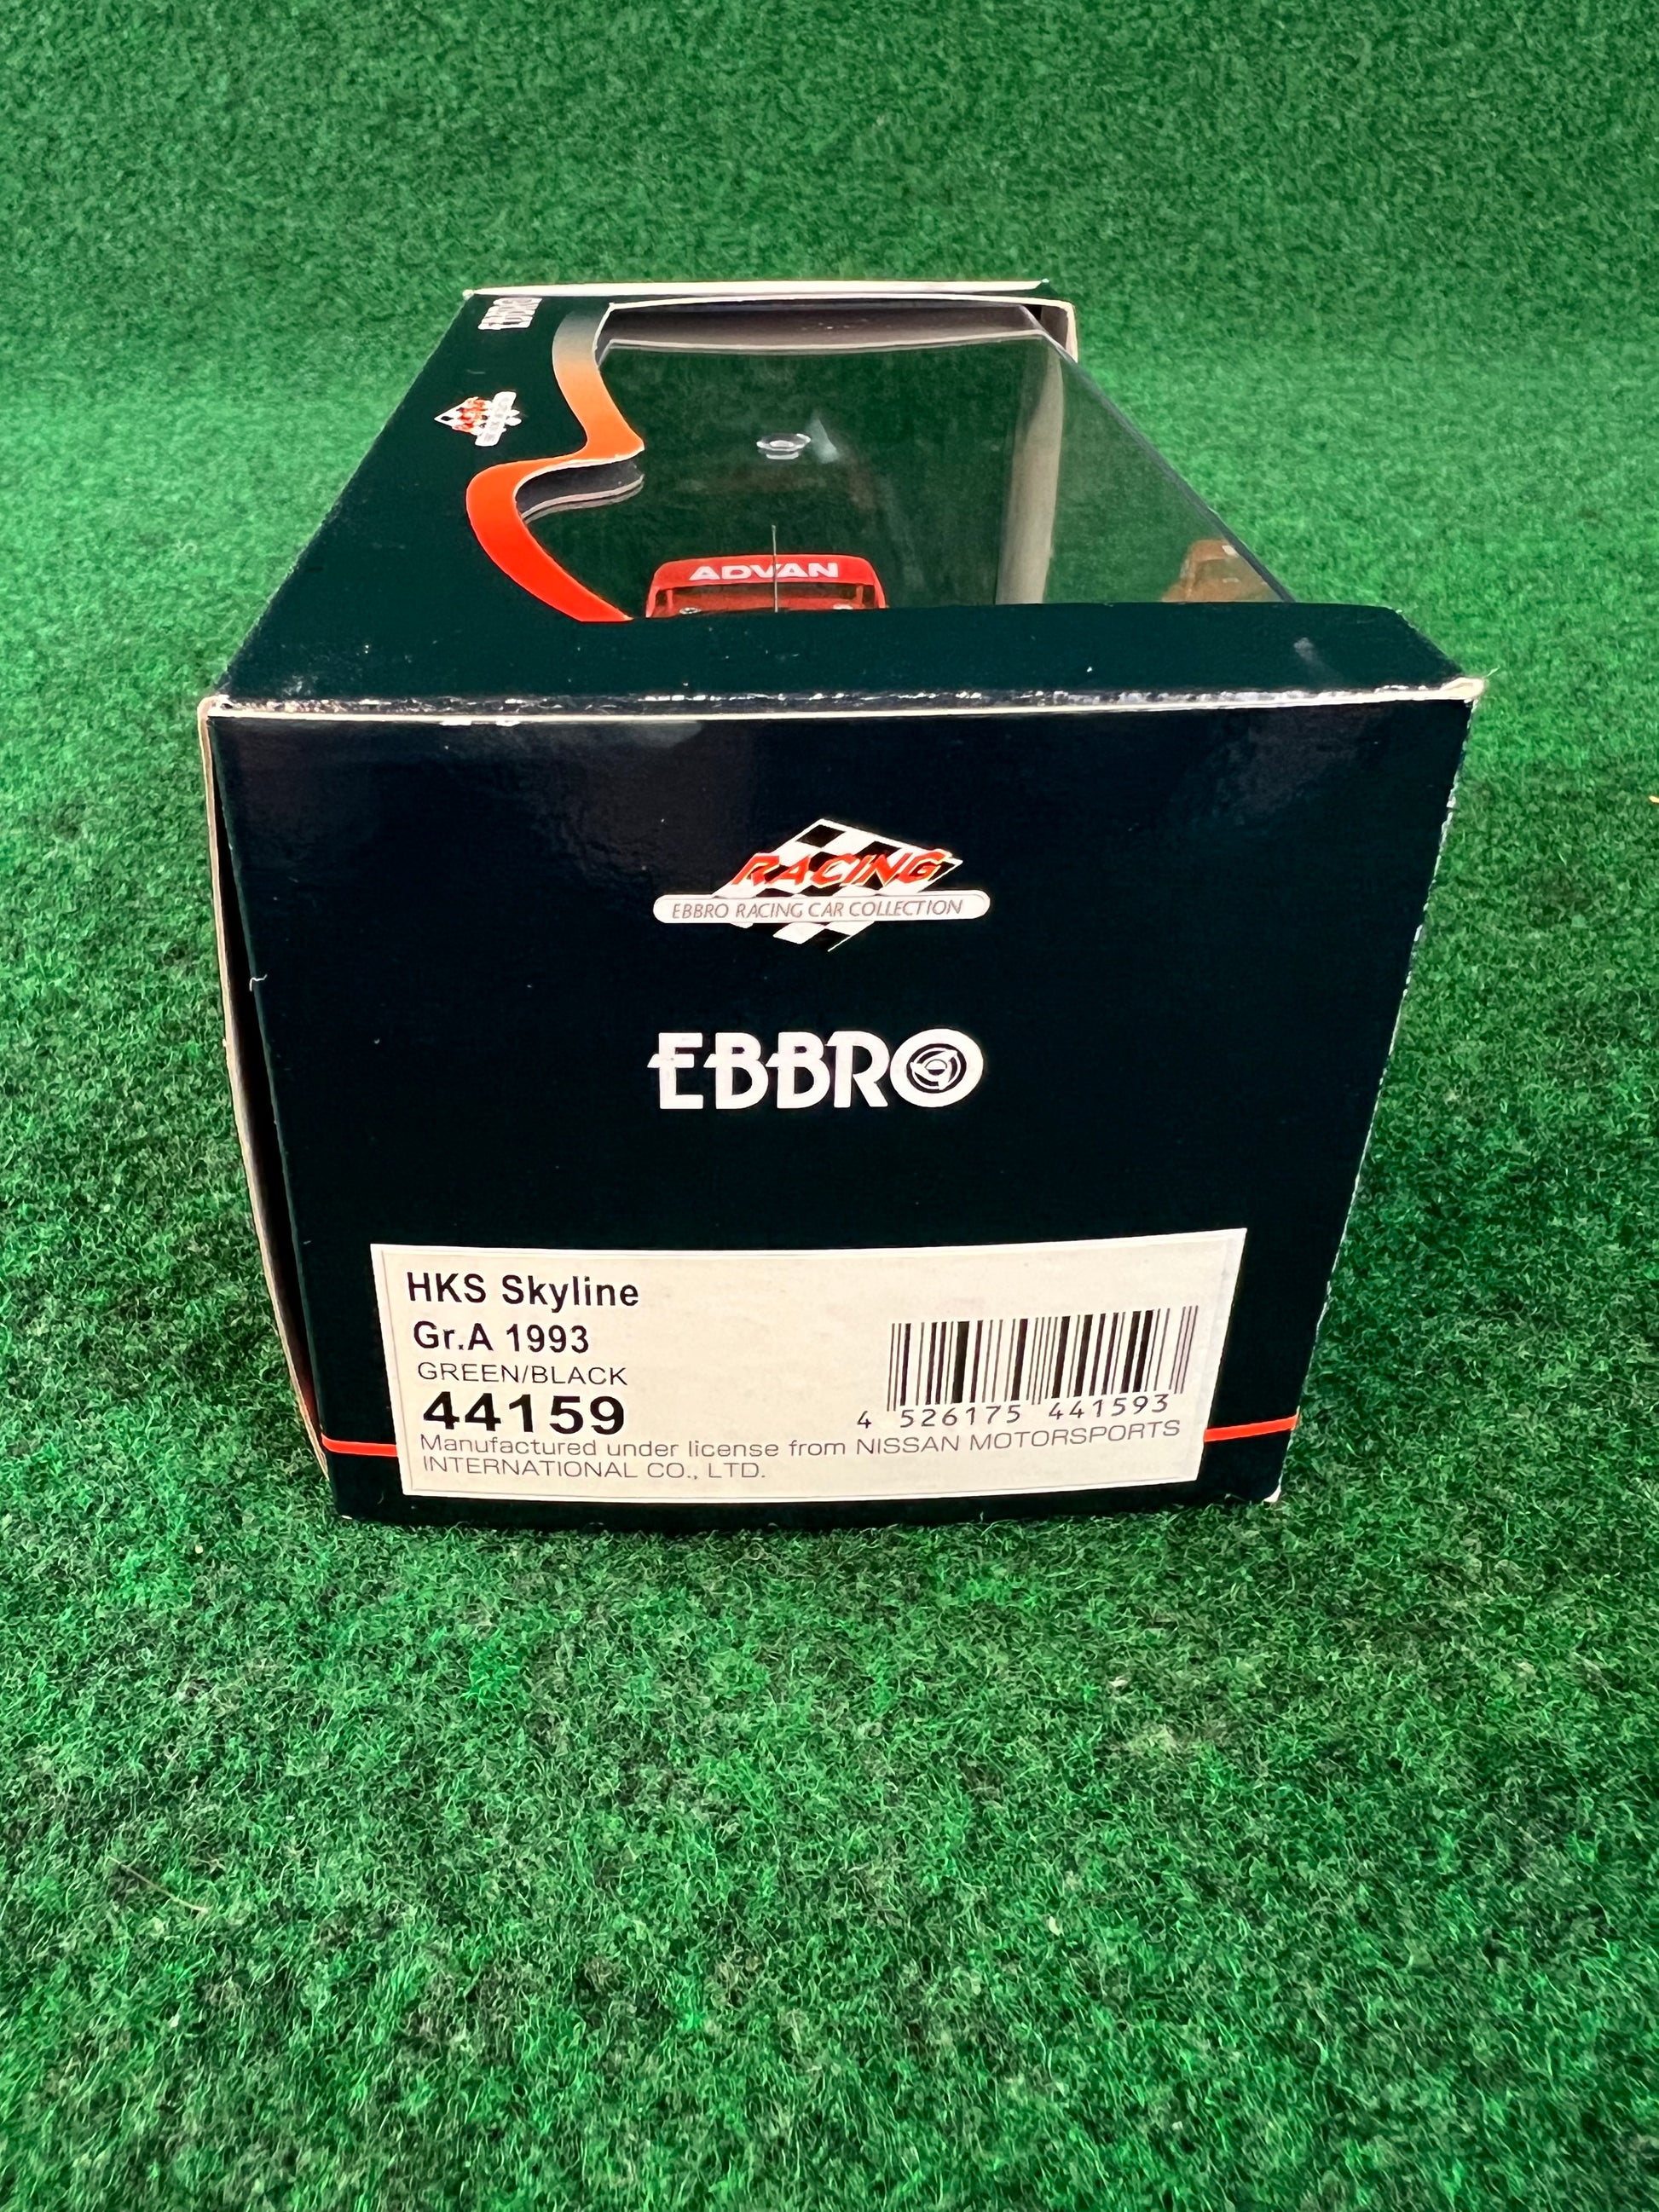 EBBRO
ADVAN
RACING
EBBRO RACING CAR COLLECTION
EBBRO
HKS Skyline
Gr.A 1993
GREEN/BLACK
44159
4 526175 441593
Manufactured under license from NISSAN MOTORSPORTS
INTERNATIONAL CO., LTD.